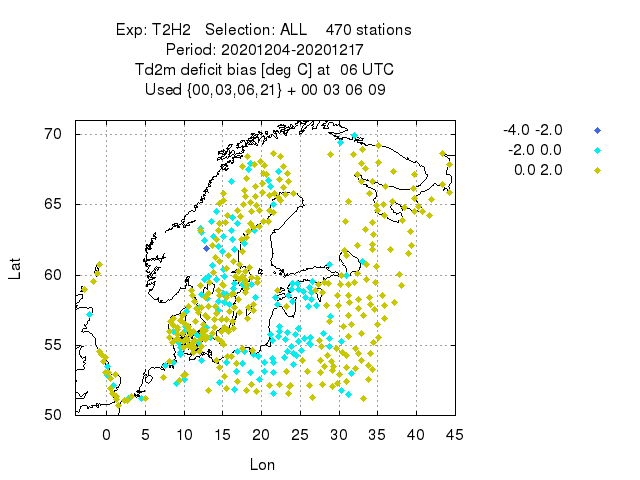 Exp: T2H2   Selection: ALL    470 stations
Period: 20201204-20201217
Td2m deficit bias [deg C] at  06 UTC
Used {00,03,06,21} + 00 03 06 09
-4.0 -2.0
-2.0 0.0
0.0 2.0
70
65
60
55
50
Lat
0 5 10 15 20 25 30 35 40 45
Lon